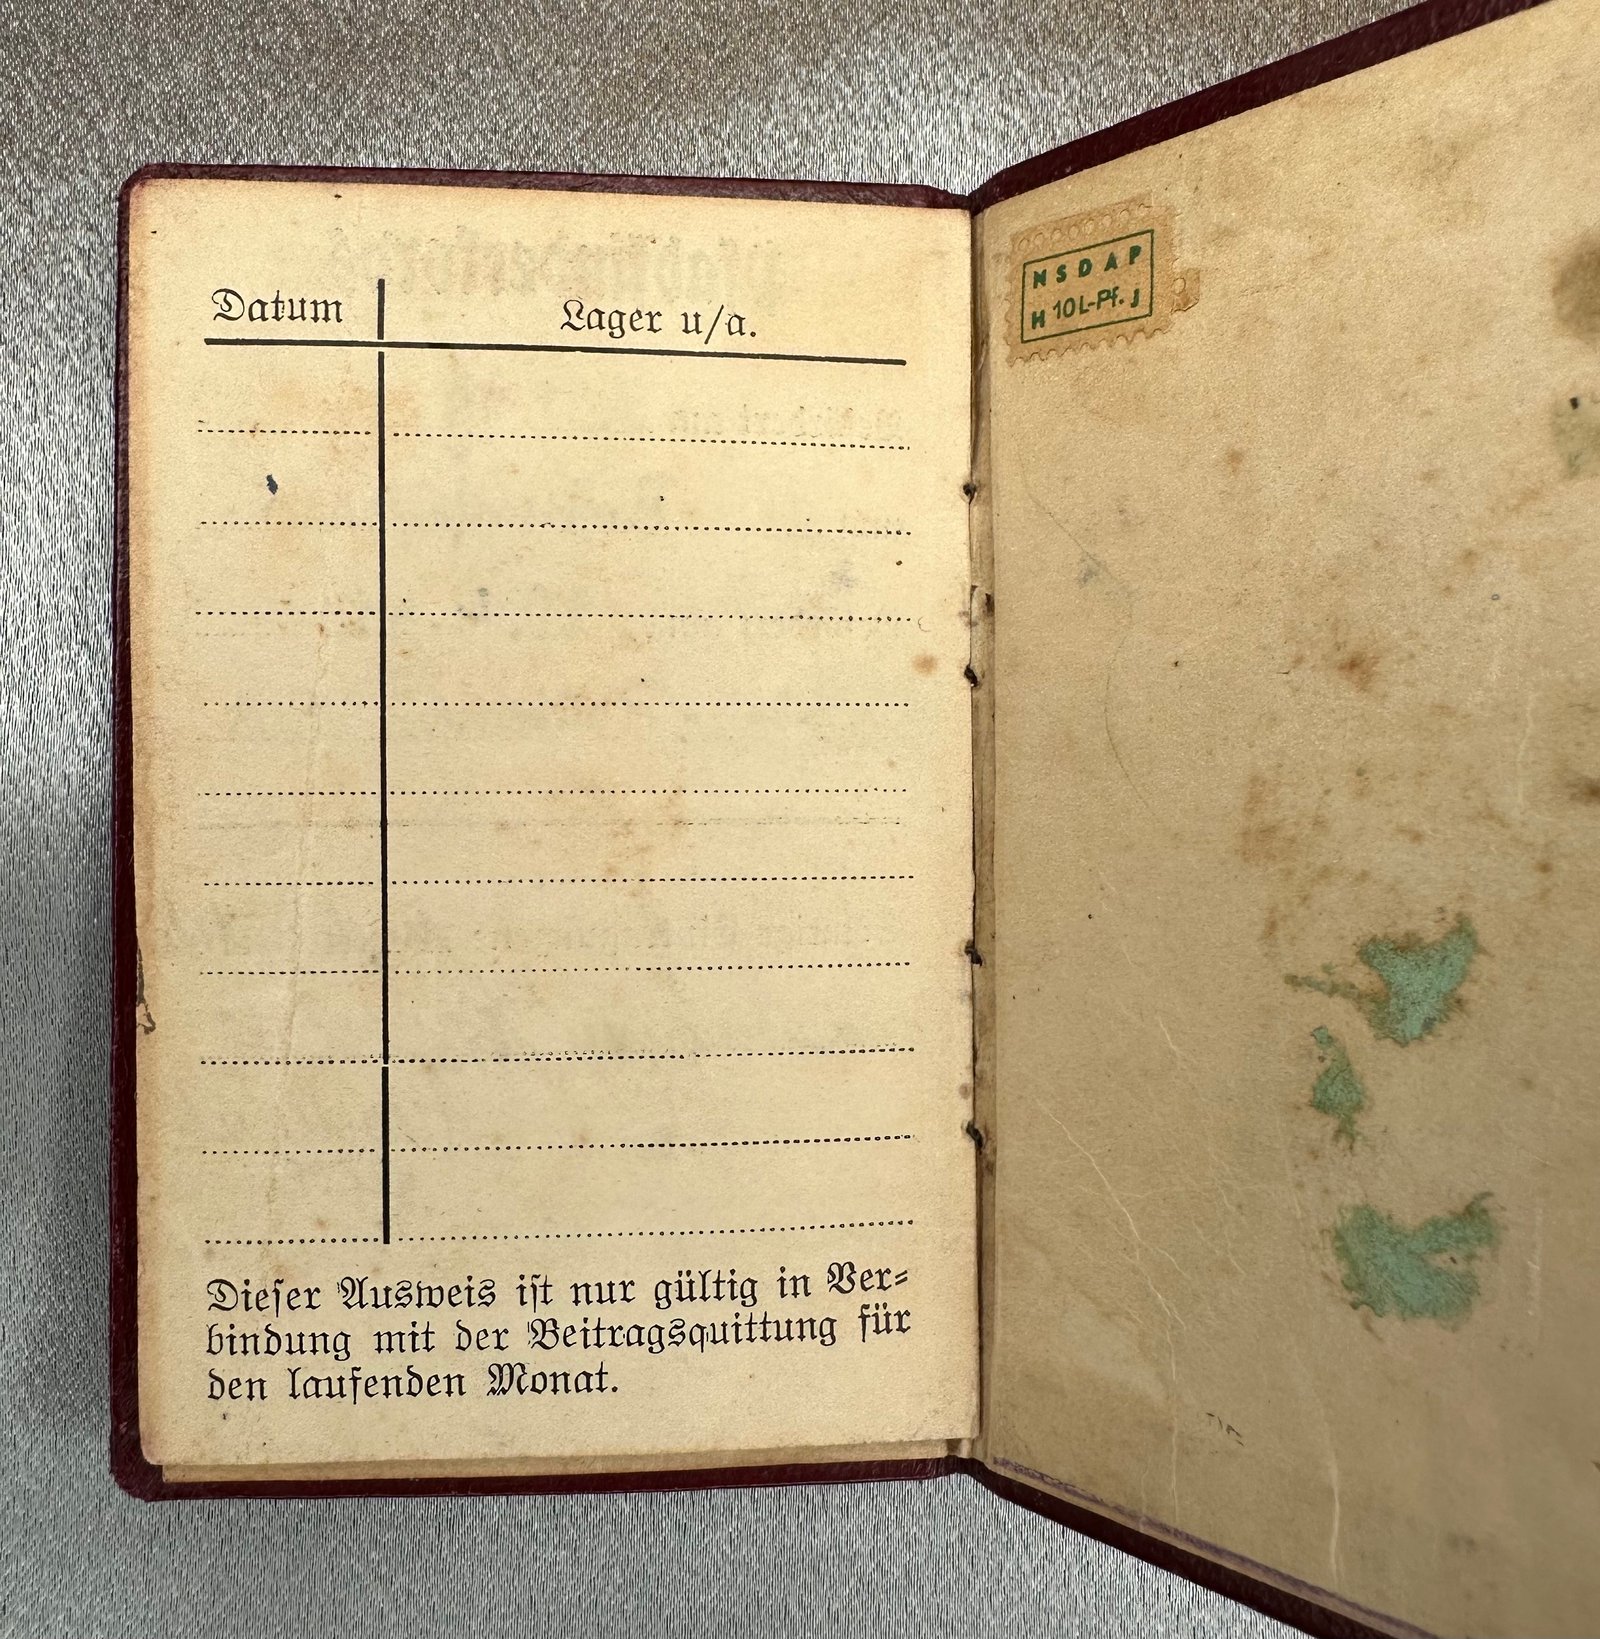 Datum Lager u/a.
Dieser Ausweis ist nur gültig in Ver=
bindung mit der Beitragsquittung für
den laufenden Monat.
NSDAP
H 10 L-Pf. J